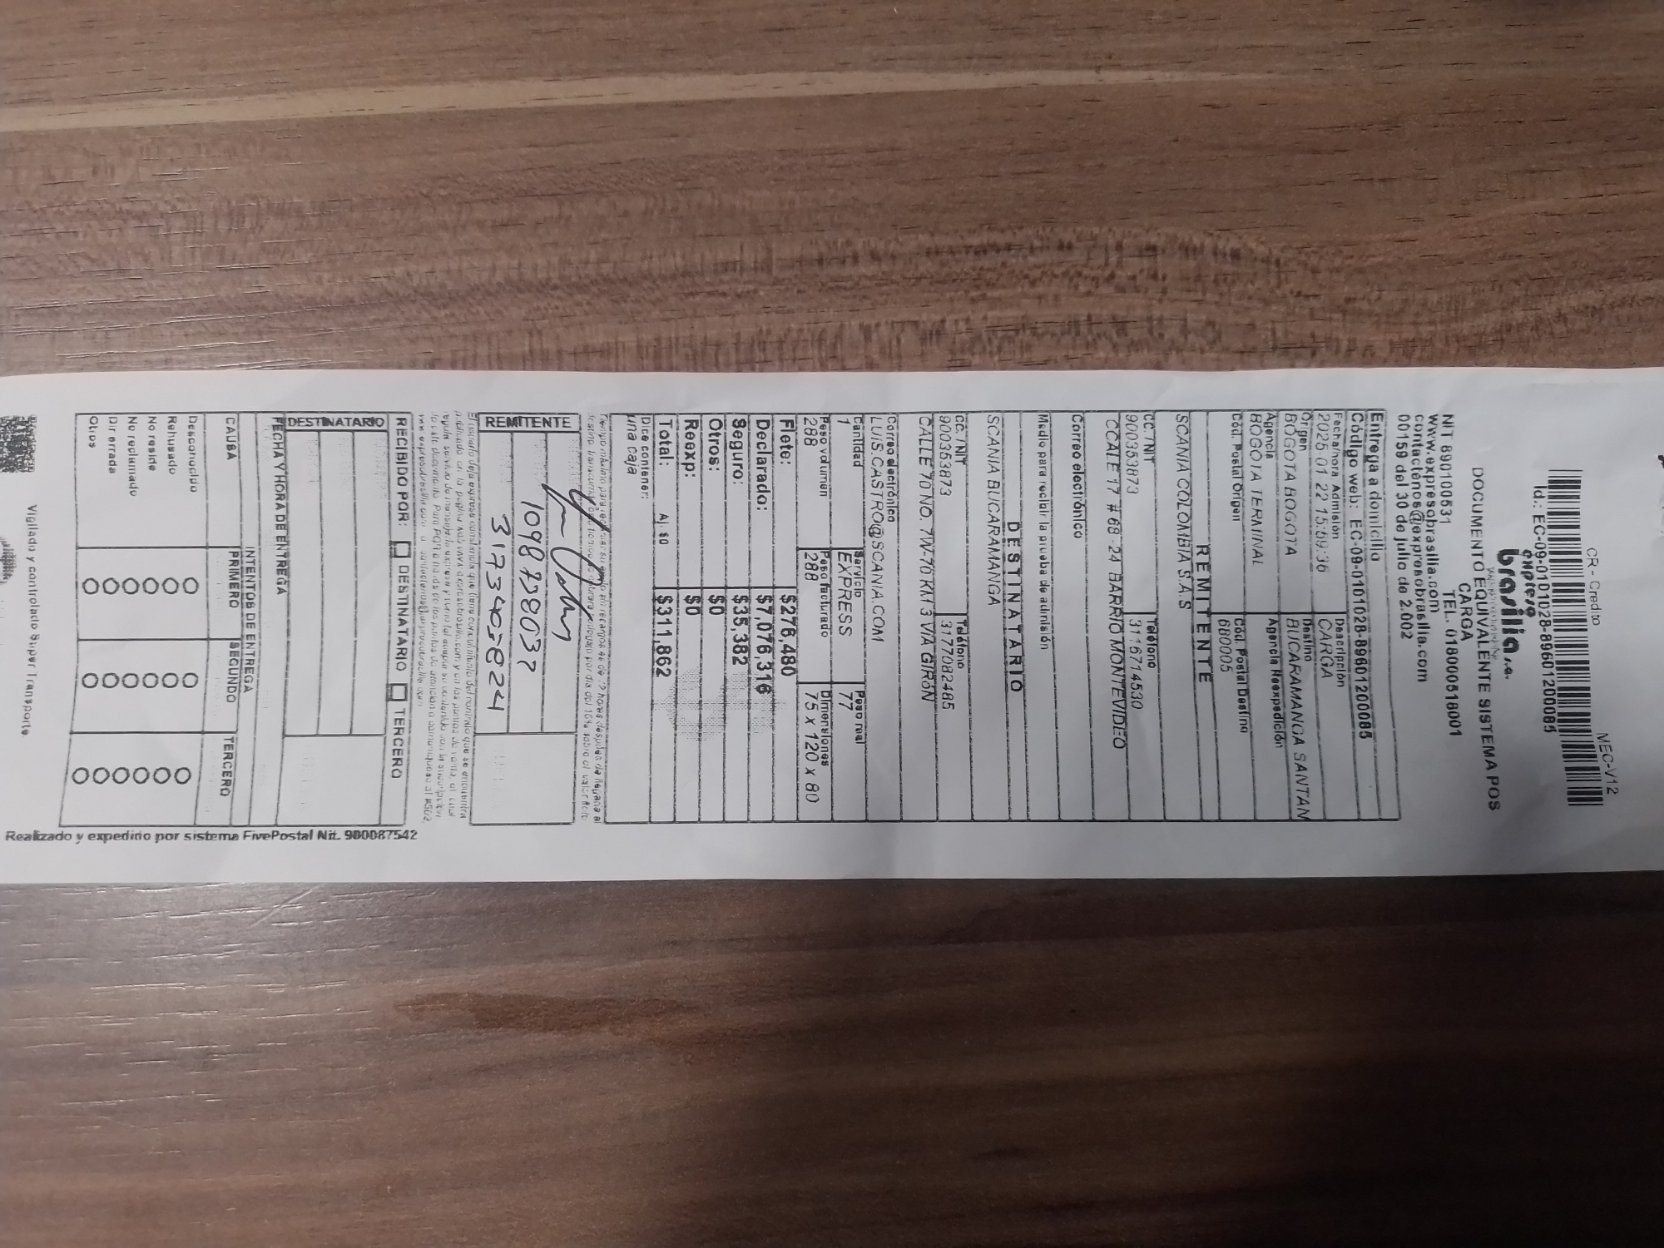 CR - Credito NEC-V12
Id.: EC-09-0101028-89601200085
expreso
brasilia s.a.
DOCUMENTO EQUIVALENTE SISTEMA POS
CARGA
NIT 890100531 TEL. 018000518001
www.expresobrasilia.com
contactenos@expresobrasilia.com
00159 del 30 de julio de 2.002
Entrega a domicilio
Código web: EC-09-0101028-89601200085
Fecha/hora Admisión Descripción
2025 01 22 15:59:36 CARGA
Origen Destino
BOGOTA BOGOTA BUCARAMANGA SANTAN
Agencia Agencia Reexpedición
BOGOTA TERMINAL
Cód. Postal Origen Cód. Postal Destino
680005
REMITENTE
SCANIA COLOMBIA S.A.S
CC. /NIT Teléfono
900353873 3116714530
CCALE 17 # 68-24 BARRIO MONTEVIDEO
Correo electrónico
Medio para recibir la prueba de admisión
DESTINATARIO
SCANIA BUCARAMANGA
CC. / NIT Teléfono
900353873 3177082485
CALLE 70 NO. 7W-70 KM 3 VIA GIRON
Correo electrónico
LUIS.CASTRO@SCANIA.COM
Cantidad Servicio Peso real
1 EXPRESS 77
Peso volumen Peso facturado Dimensiones
288 288 75 x 120 x 80
Flete: $276,480
Declarado: $7,076,316
Seguro: $35,382
Otros: $0
Reexp: $0
Total: Aj: $0 $311,862
Dice contener:
una caja
REMITENTE
1098728037
3173405824
RECIBIDO POR: DESTINATARIO TERCERO
DESTINATARIO
FECHA Y HORA DE ENTREGA
INTENTOS DE ENTREGA
CAUSA PRIMERO SEGUNDO TERCERO
Desconocido
Rehusado
No reside
No reclamado
Dir errada
Otros
Realizado y expedido por sistema FivePostal Nit. 900087542
Vigilado y controlado Super Transporte